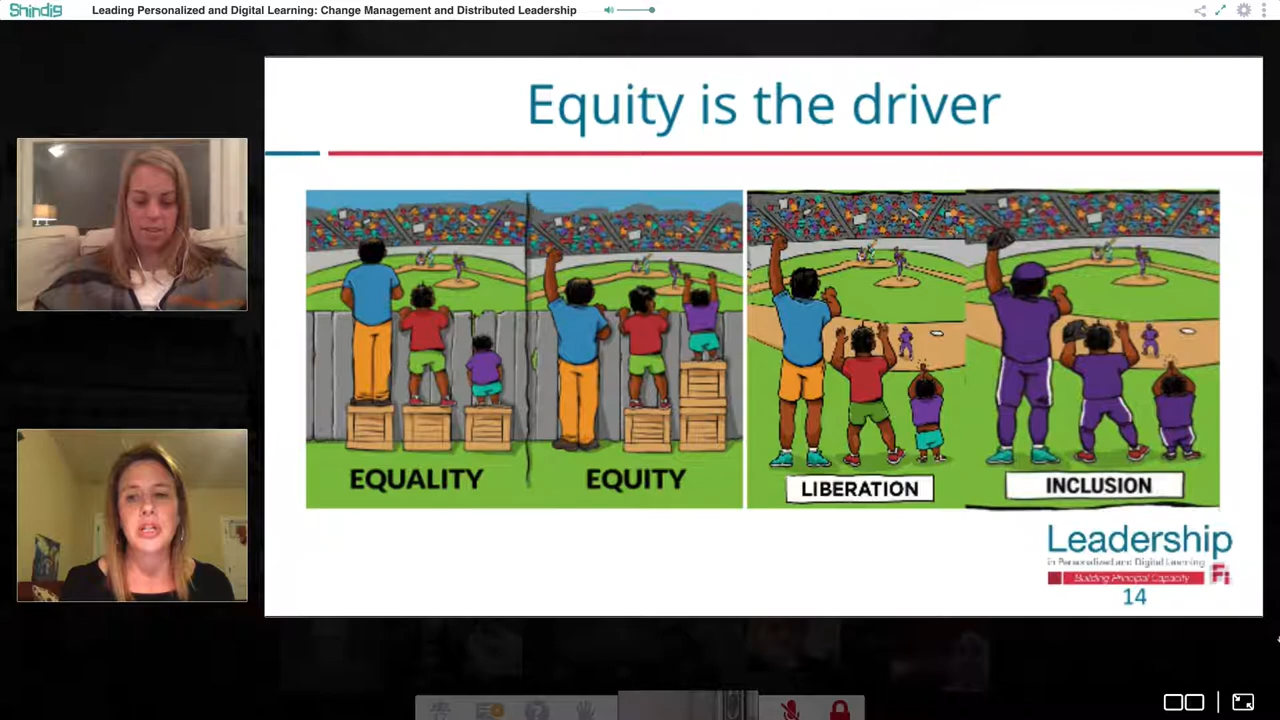 Shindig
Leading Personalized and Digital Learning: Change Management and Distributed Leadership
Equity is the driver
EQUALITY
EQUITY
LIBERATION
INCLUSION
Leadership
in Personalized and Digital Learning
Building Principal Capacity
Fi
14